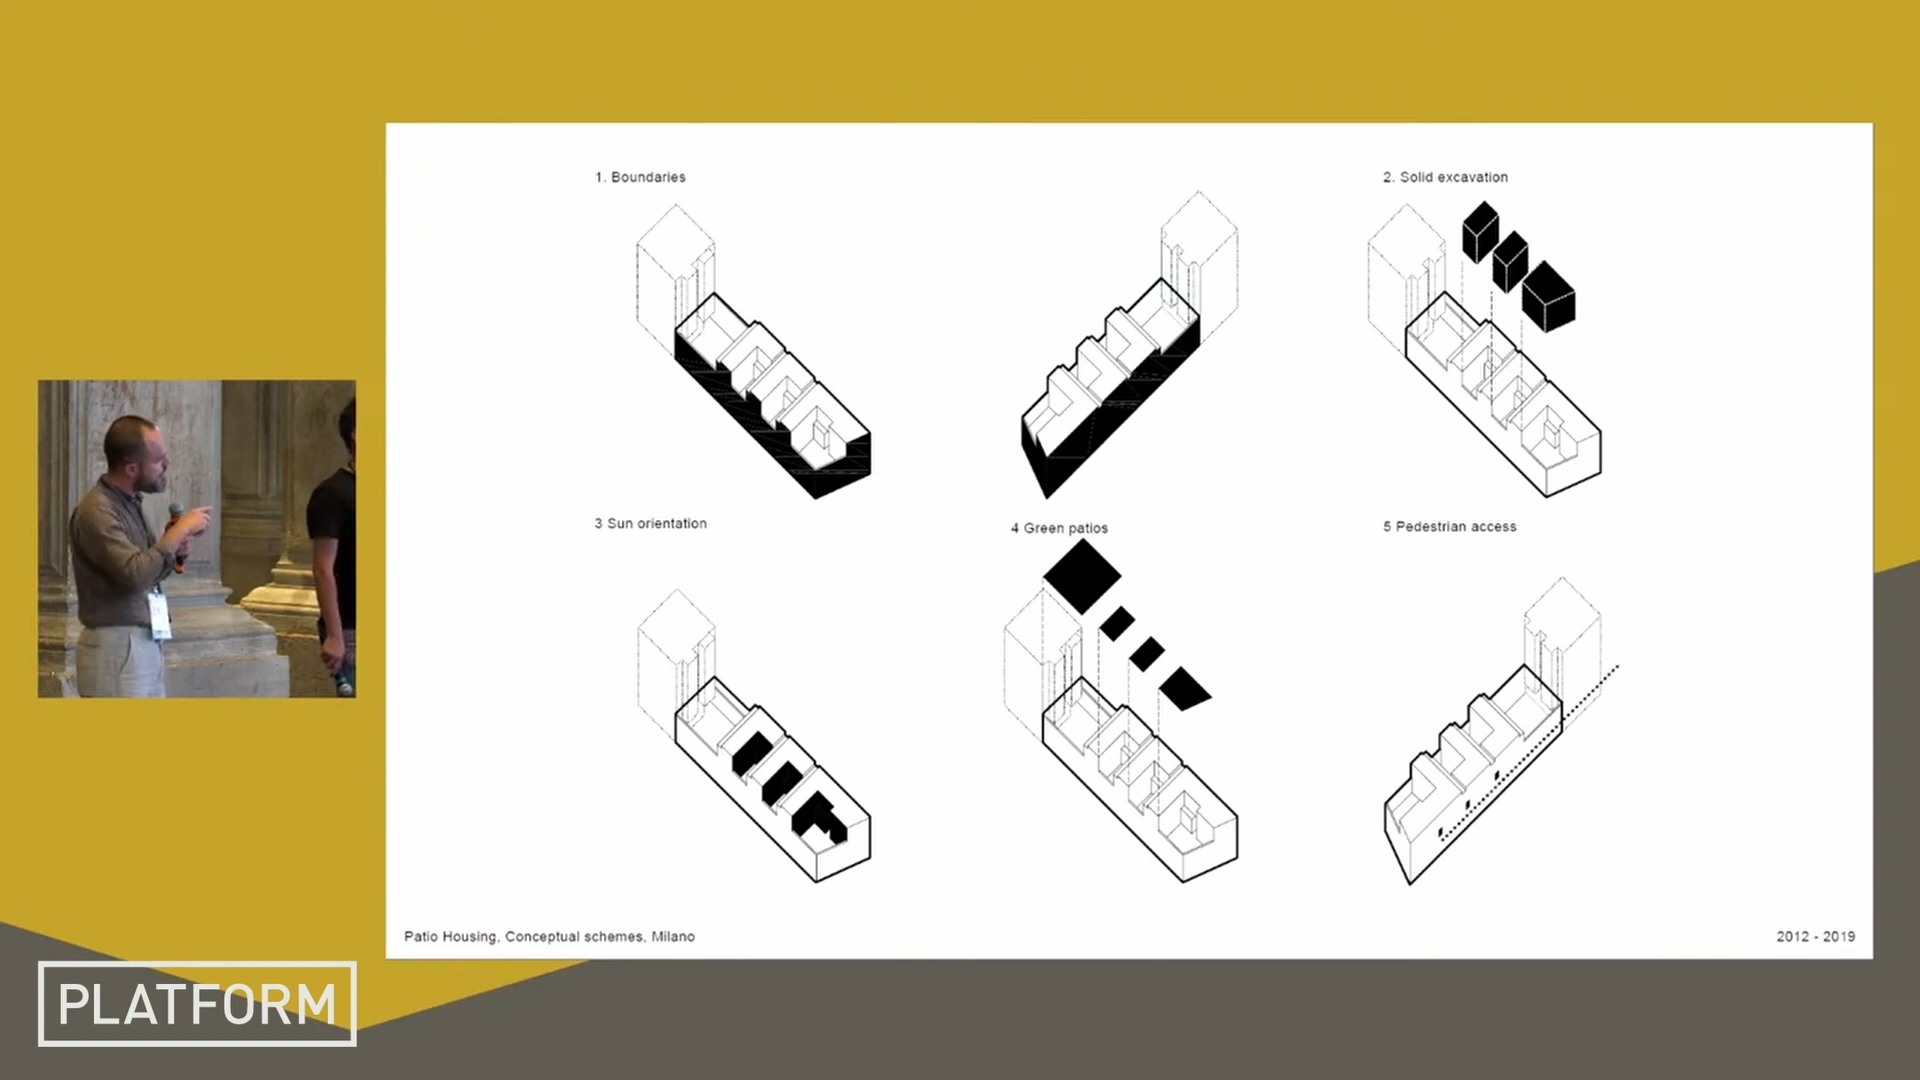 1. Boundaries
2. Solid excavation
3 Sun orientation
4 Green patios
5 Pedestrian access
Patio Housing, Conceptual schemes, Milano
2012 - 2019
PLATFORM